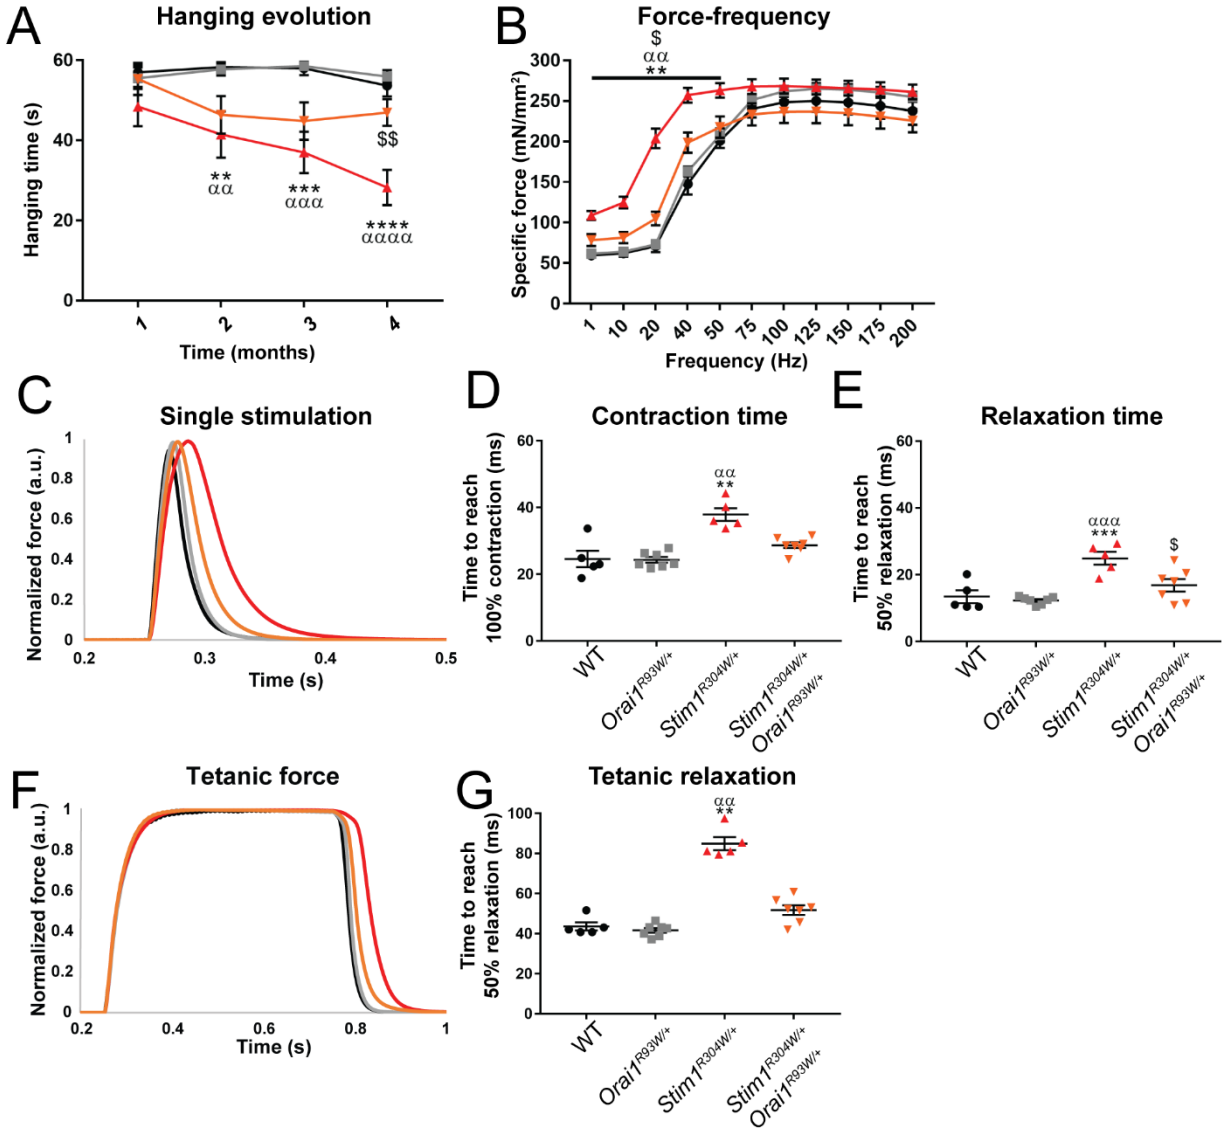 A
Hanging evolution
Hanging time (s)
60
40
20
0
$$
**
αα
***
ααα
****
αααα
1
2
3
4
Time (months)
B
Force-frequency
Specific force (mN/mm²)
300
250
200
150
100
50
0
$
αα
**
1
10
20
40
50
75
100
125
150
175
200
Frequency (Hz)
C
Single stimulation
Normalized force (a.u.)
1
0.8
0.6
0.4
0.2
0
0.2
0.3
0.4
0.5
Time (s)
D
Contraction time
Time to reach
100% contraction (ms)
60
40
20
0
αα
**
WT
Orai1R93W/+
Stim1R304W/+
Stim1R304W/+
Orai1R93W/+
E
Relaxation time
Time to reach
50% relaxation (ms)
60
40
20
0
ααα
***
$
WT
Orai1R93W/+
Stim1R304W/+
Stim1R304W/+
Orai1R93W/+
F
Tetanic force
Normalized force (a.u.)
1
0.8
0.6
0.4
0.2
0
0.2
0.4
0.6
0.8
1
Time (s)
G
Tetanic relaxation
Time to reach
50% relaxation (ms)
100
80
60
40
20
0
αα
**
WT
Orai1R93W/+
Stim1R304W/+
Stim1R304W/+
Orai1R93W/+